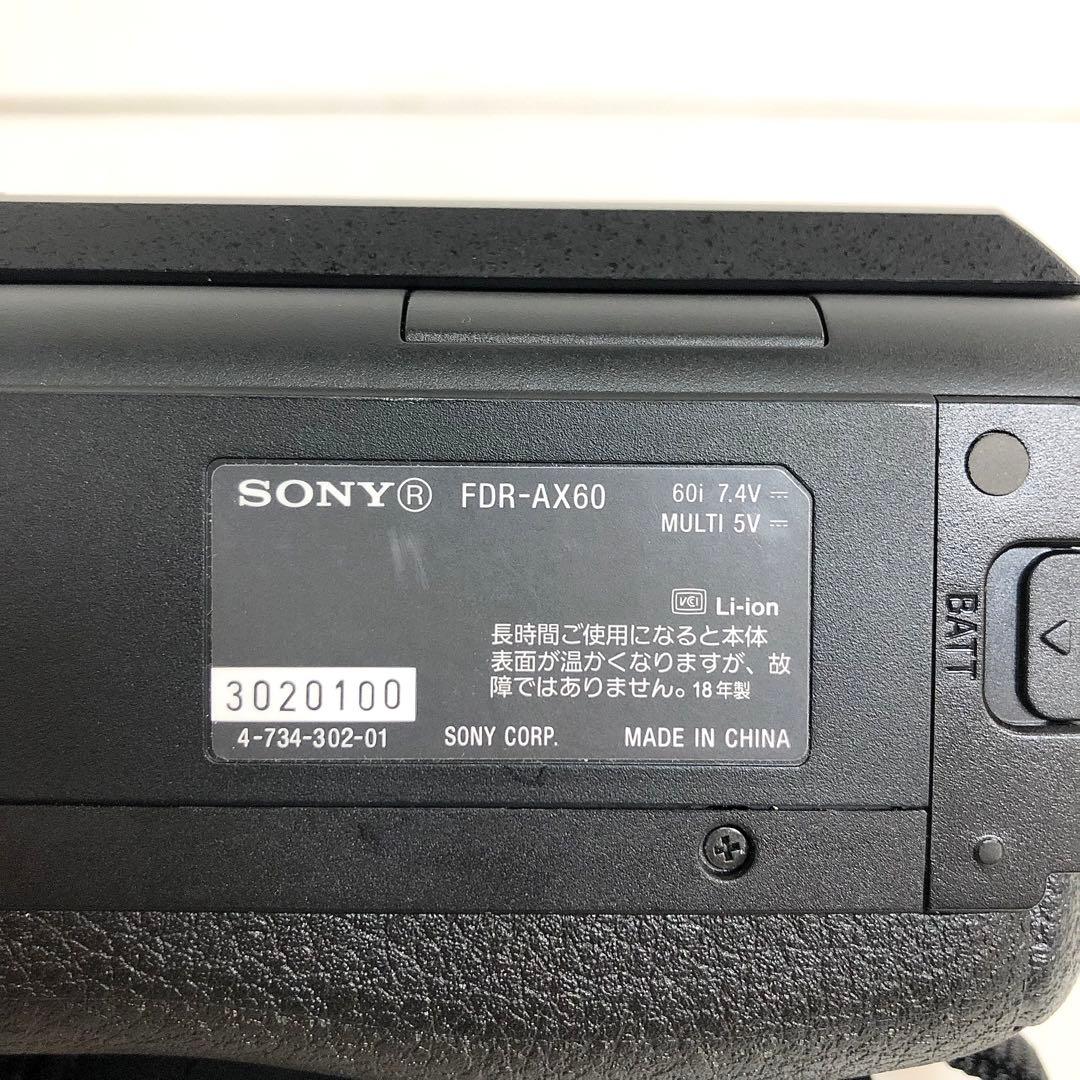 SONY® FDR-AX60 60i 7.4V ⎓
MULTI 5V ⎓
VCI Li-ion
長時間ご使用になると本体
表面が温かくなりますが、故
障ではありません。18年製
3020100
4-734-302-01 SONY CORP. MADE IN CHINA
BATT